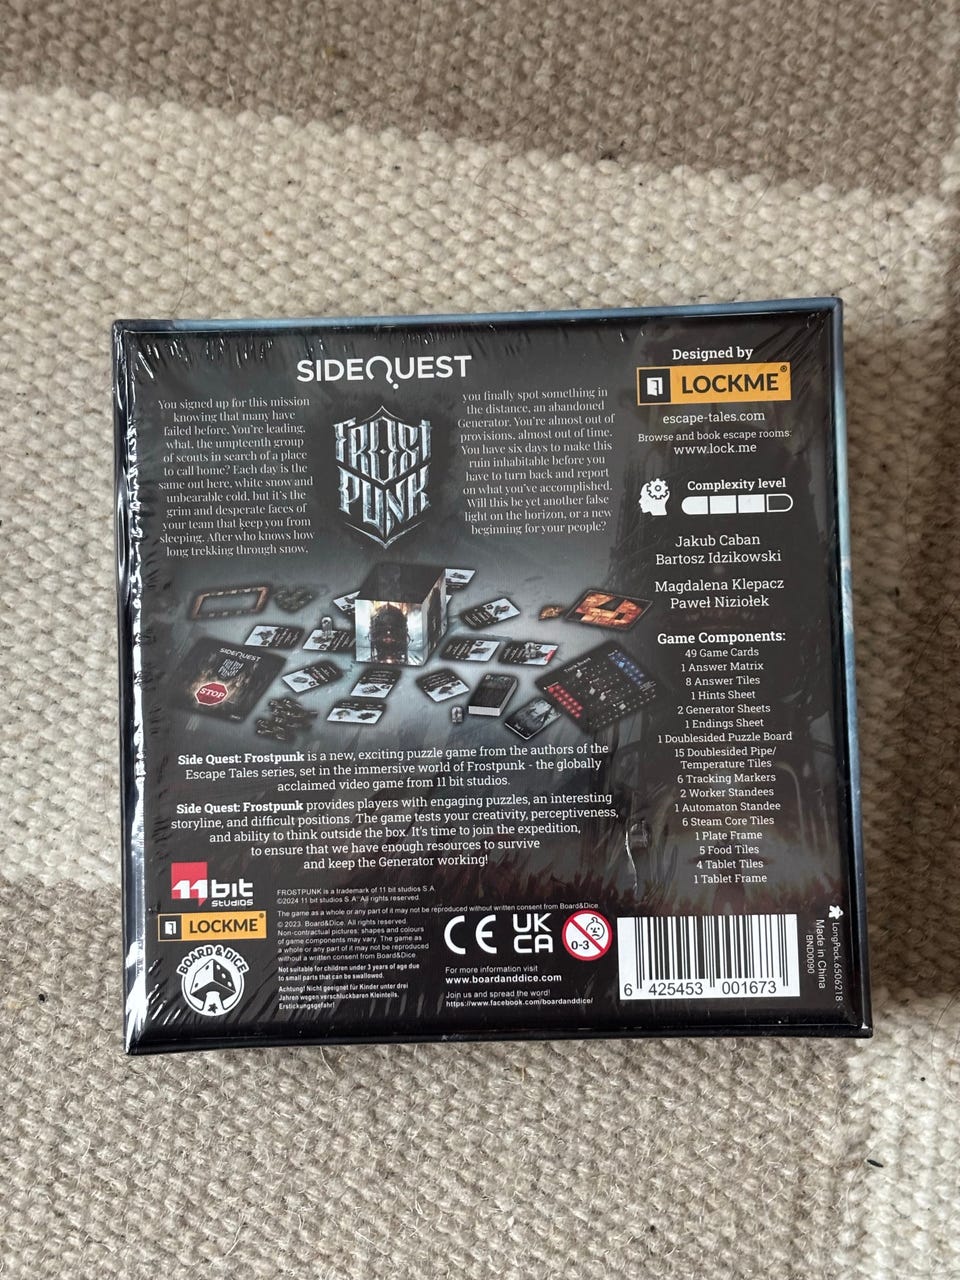 SIDEQUEST
You signed up for this mission
knowing that many have
failed before. You're leading,
what, the umpteenth group
of scouts in search of a place
to call home? Each day is the
same out here, white snow and
unbearable cold, but it's the
grim and desperate faces of
your team that keep you from
sleeping. After who knows how
long trekking through snow,
FROST
PUNK
you finally spot something in
the distance, an abandoned
Generator. You're almost out of
provisions, almost out of time.
You have six days to make this
ruin inhabitable before you
have to turn back and report
on what you've accomplished.
Will this be yet another false
light on the horizon, or a new
beginning for your people?
Designed by
LOCKME®
escape-tales.com
Browse and book escape rooms:
www.lock.me
Complexity level
Jakub Caban
Bartosz Idzikowski
Magdalena Klepacz
Paweł Niziołek
Game Components:
49 Game Cards
1 Answer Matrix
8 Answer Tiles
1 Hints Sheet
2 Generator Sheets
1 Endings Sheet
1 Doublesided Puzzle Board
15 Doublesided Pipe/
Temperature Tiles
6 Tracking Markers
2 Worker Standees
1 Automaton Standee
6 Steam Core Tiles
1 Plate Frame
5 Food Tiles
4 Tablet Tiles
1 Tablet Frame
SIDEQUEST
FROST
PUNK
STOP
Side Quest: Frostpunk is a new, exciting puzzle game from the authors of the
Escape Tales series, set in the immersive world of Frostpunk - the globally
acclaimed video game from 11 bit studios.
Side Quest: Frostpunk provides players with engaging puzzles, an interesting
storyline, and difficult positions. The game tests your creativity, perceptiveness,
and ability to think outside the box. It's time to join the expedition,
to ensure that we have enough resources to survive
and keep the Generator working!
11 bit
STUDIOS
LOCKME®
BOARD & DICE
FROSTPUNK is a trademark of 11 bit studios S.A.
©2024 11 bit studios S.A. All rights reserved.
The game as a whole or any part of it may not be reproduced without written consent from Board&Dice.
© 2023. Board&Dice. All rights reserved.
Non-contractual pictures: shapes and colours
of game components may vary. The game as
a whole or any part of it may not be reproduced
without a written consent from Board&Dice
Not suitable for children under 3 years of age due
to small parts that can be swallowed.
Achtung! Nicht geeignet für Kinder unter drei
Jahren wegen verschluckbaren Kleinteils.
Erstickungsgefahr!
CE
UK
CA
0-3
For more information visit
www.boardanddice.com
Join us and spread the word!
https://www.facebook.com/boardanddice/
6 425453 001673
LongPack.6506218
Made in China
BND0090